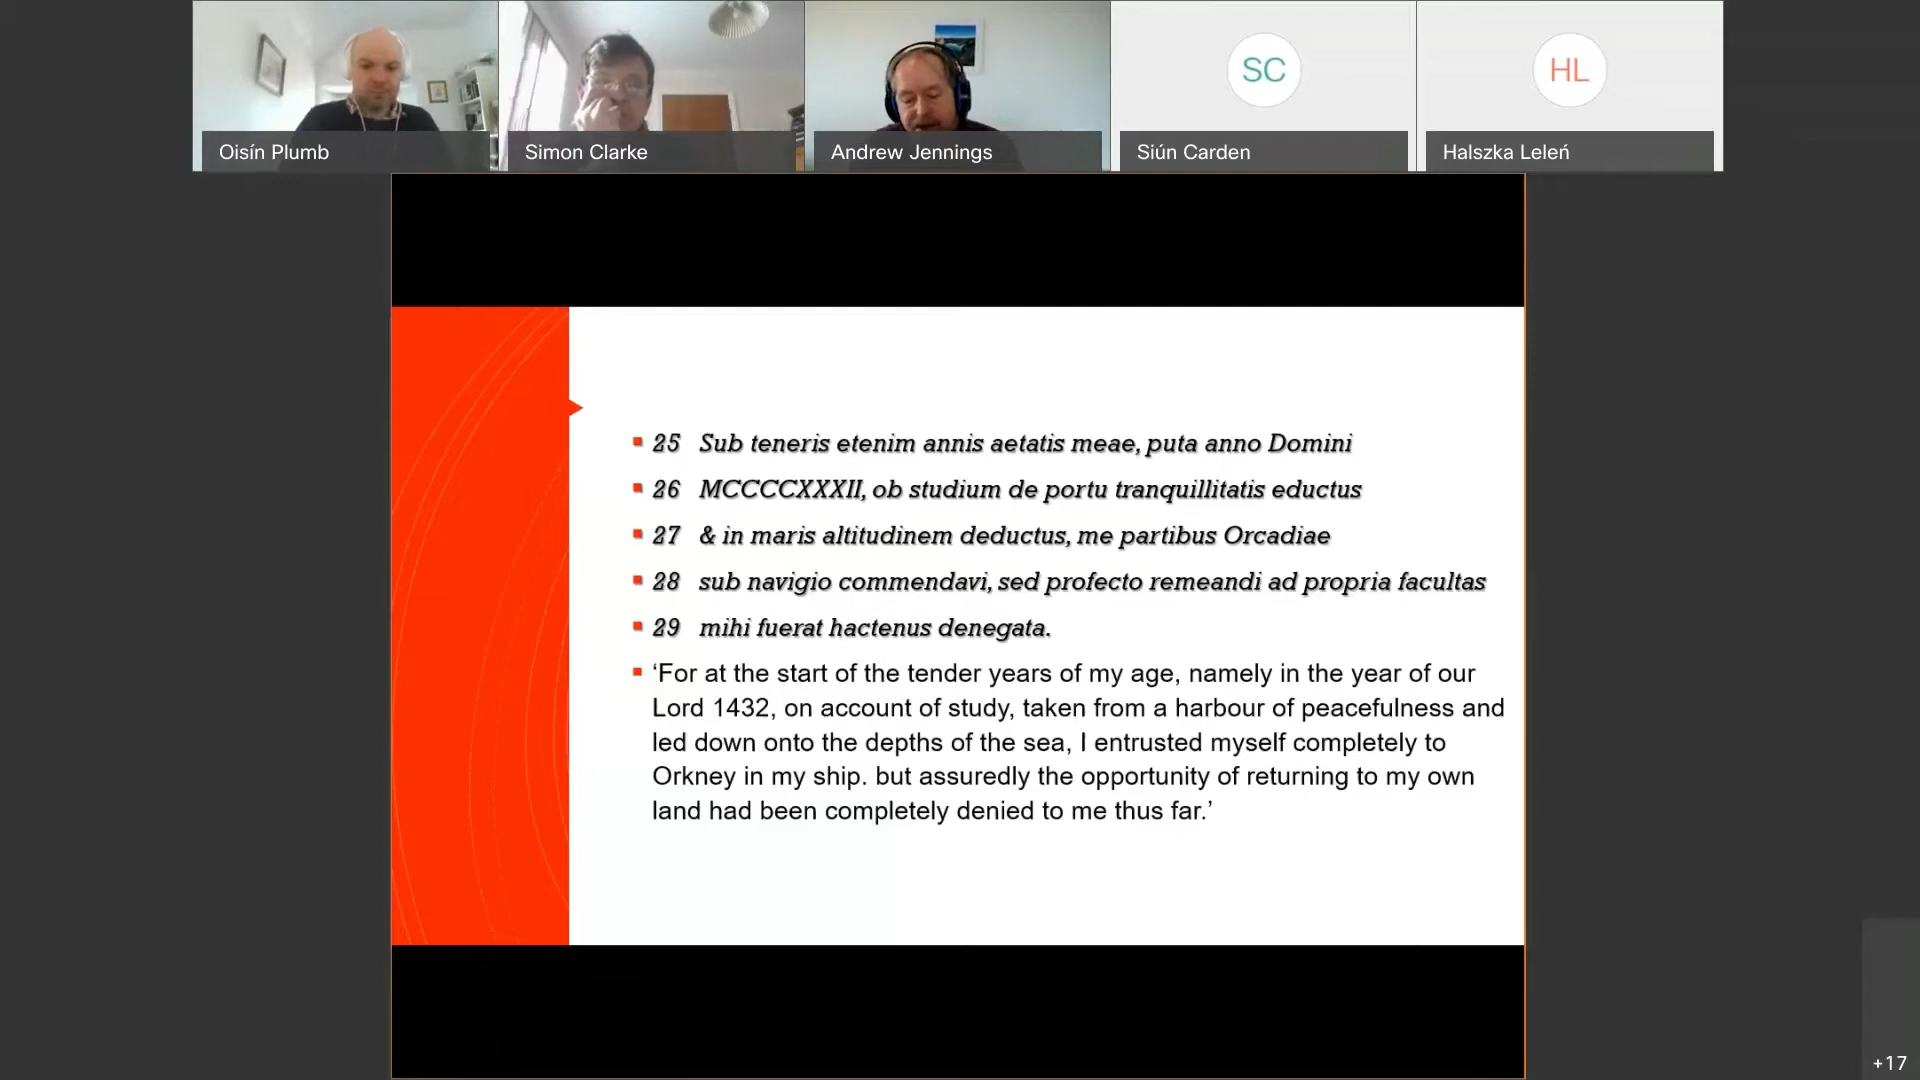 Oisín Plumb
Simon Clarke
Andrew Jennings
SC
Siún Carden
HL
Halszka Leleń
25 Sub teneris etenim annis aetatis meae, puta anno Domini
26 MCCCCXXXII, ob studium de portu tranquillitatis eductus
27 & in maris altitudinem deductus, me partibus Orcadiae
28 sub navigio commendavi, sed profecto remeandi ad propria facultas
29 mihi fuerat hactenus denegata.
‘For at the start of the tender years of my age, namely in the year of our
Lord 1432, on account of study, taken from a harbour of peacefulness and
led down onto the depths of the sea, I entrusted myself completely to
Orkney in my ship. but assuredly the opportunity of returning to my own
land had been completely denied to me thus far.’
+17